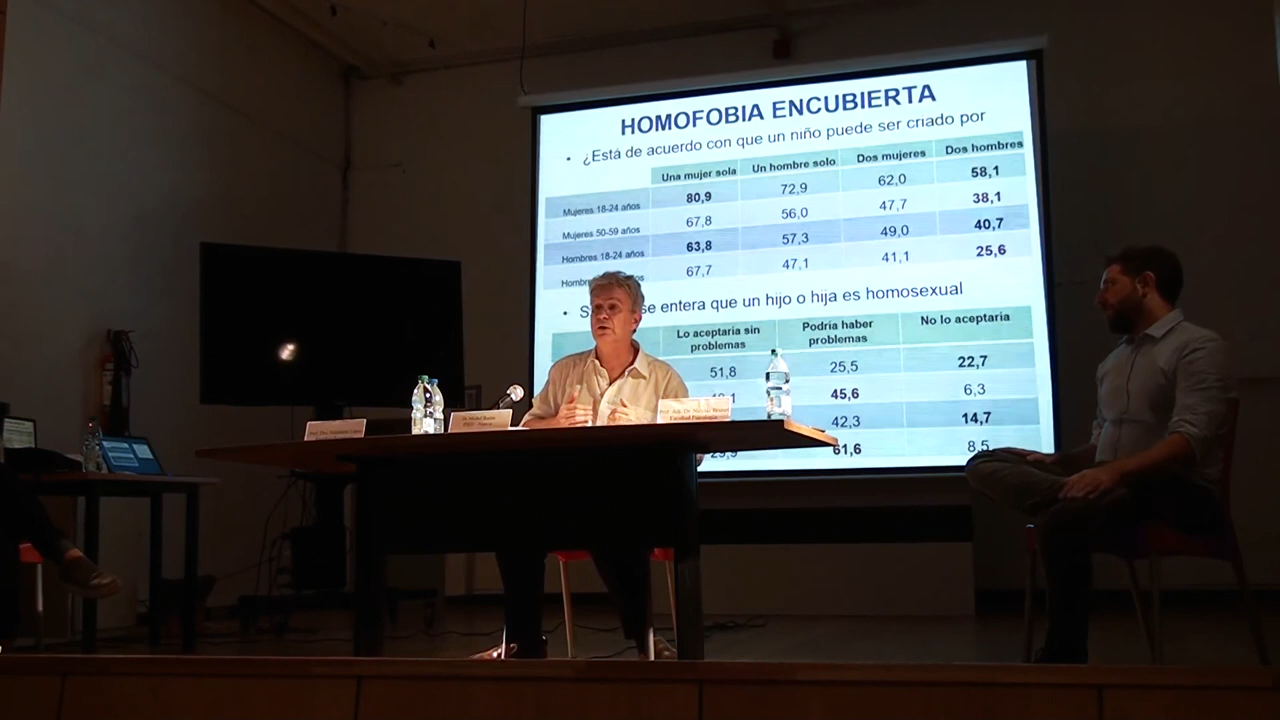 HOMOFOBIA ENCUBIERTA
• ¿Está de acuerdo con que un niño puede ser criado por
Una mujer sola Un hombre solo Dos mujeres Dos hombres
Mujeres 18-24 años 80,9 72,9 62,0 58,1
Mujeres 50-59 años 67,8 56,0 47,7 38,1
Hombres 18-24 años 63,8 57,3 49,0 40,7
67,7 47,1 41,1 25,6
• se entera que un hijo o hija es homosexual
Lo aceptaria sin problemas Podría haber problemas No lo aceptaria
51,8 25,5 22,7
45,6 6,3
42,3 14,7
61,6 8,5